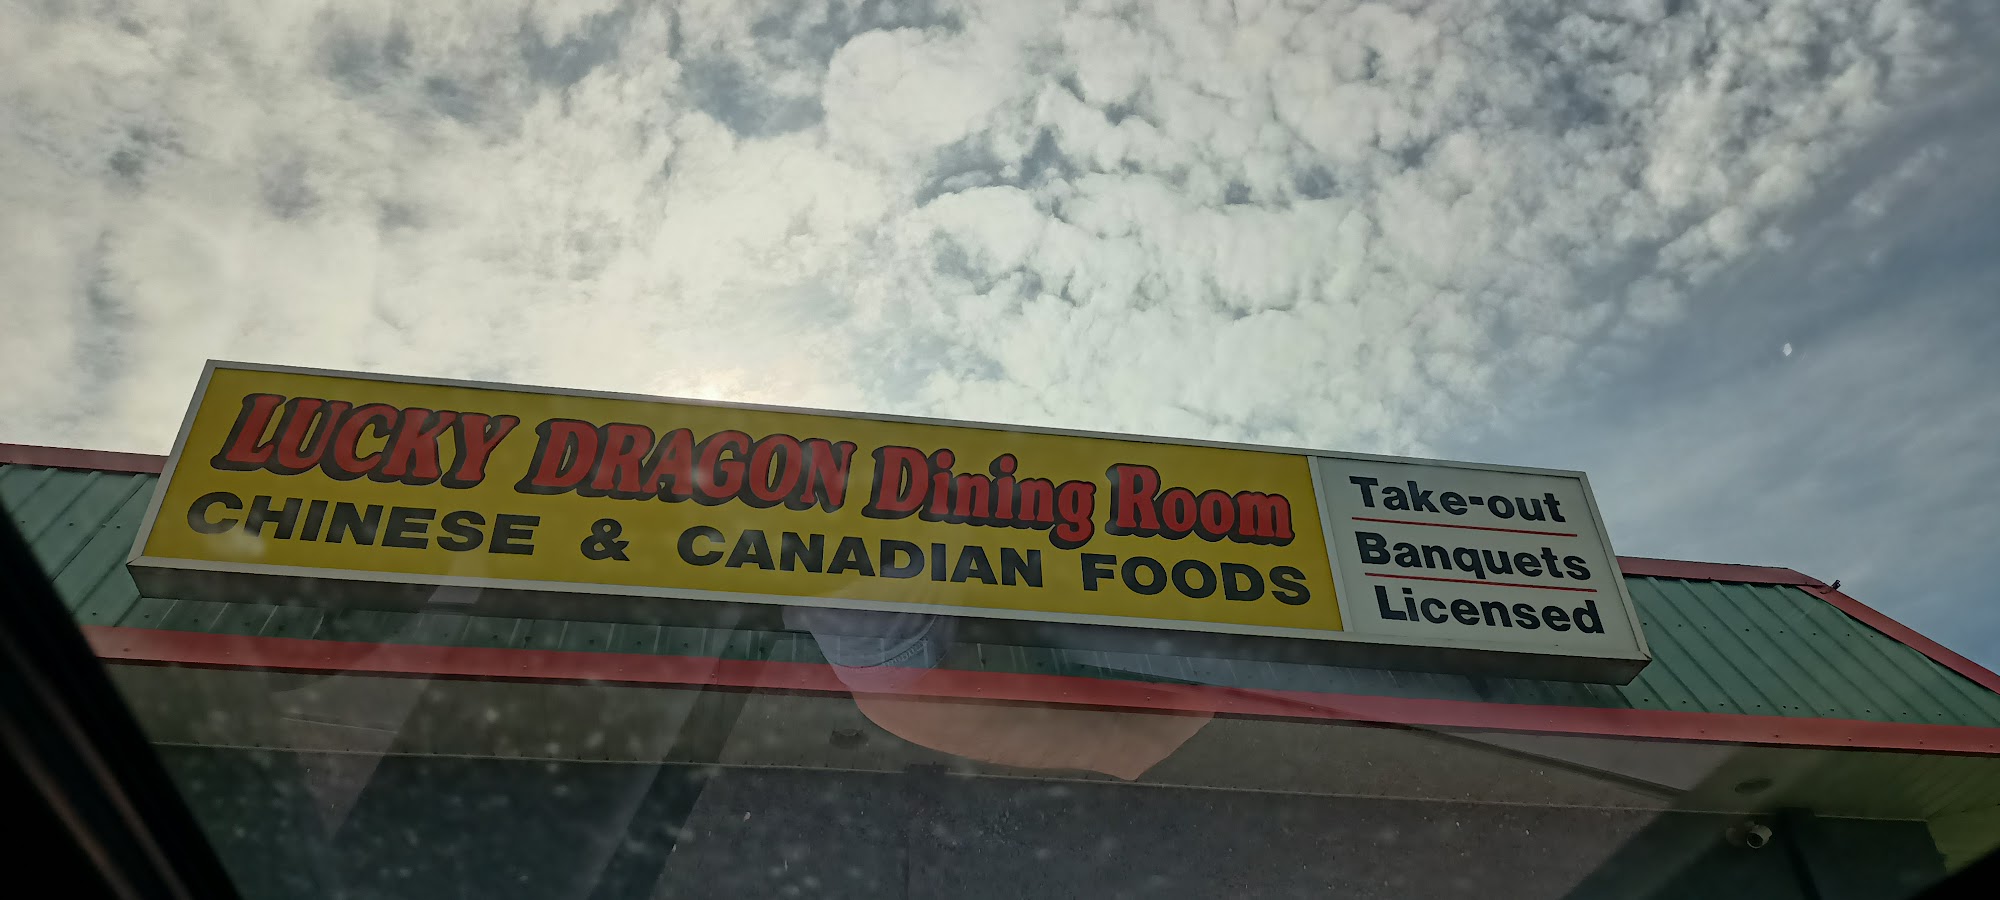 LUCKY DRAGON Dining Room
CHINESE & CANADIAN FOODS
Take-out
Banquets
Licensed